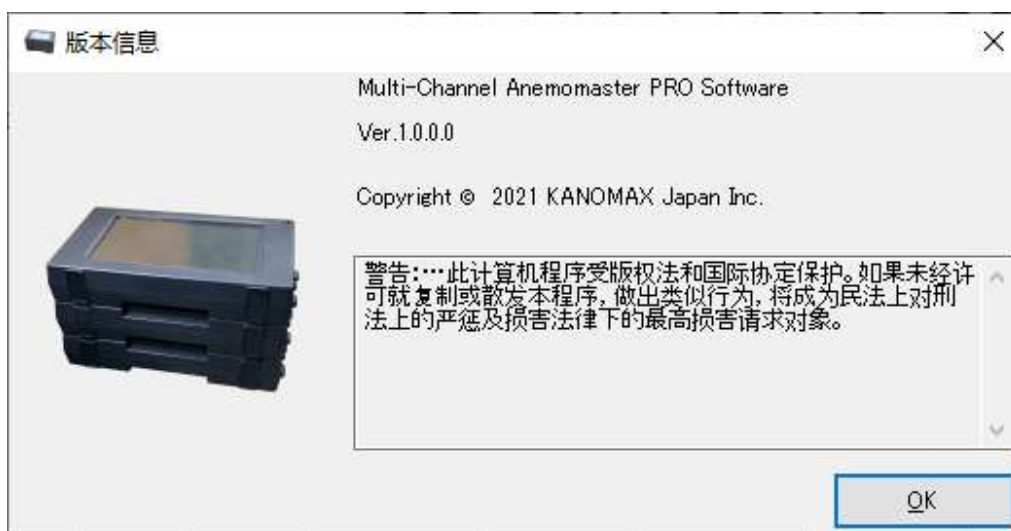 版本信息
Multi-Channel Anemomaster PRO Software
Ver.1.0.0.0
Copyright © 2021 KANOMAX Japan Inc.
警告:…此计算机程序受版权法和国际协定保护。如果未经许
可就复制或散发本程序, 做出类似行为, 将成为民法上对刑
法上的严惩及损害法律下的最高损害请求对象。
OK